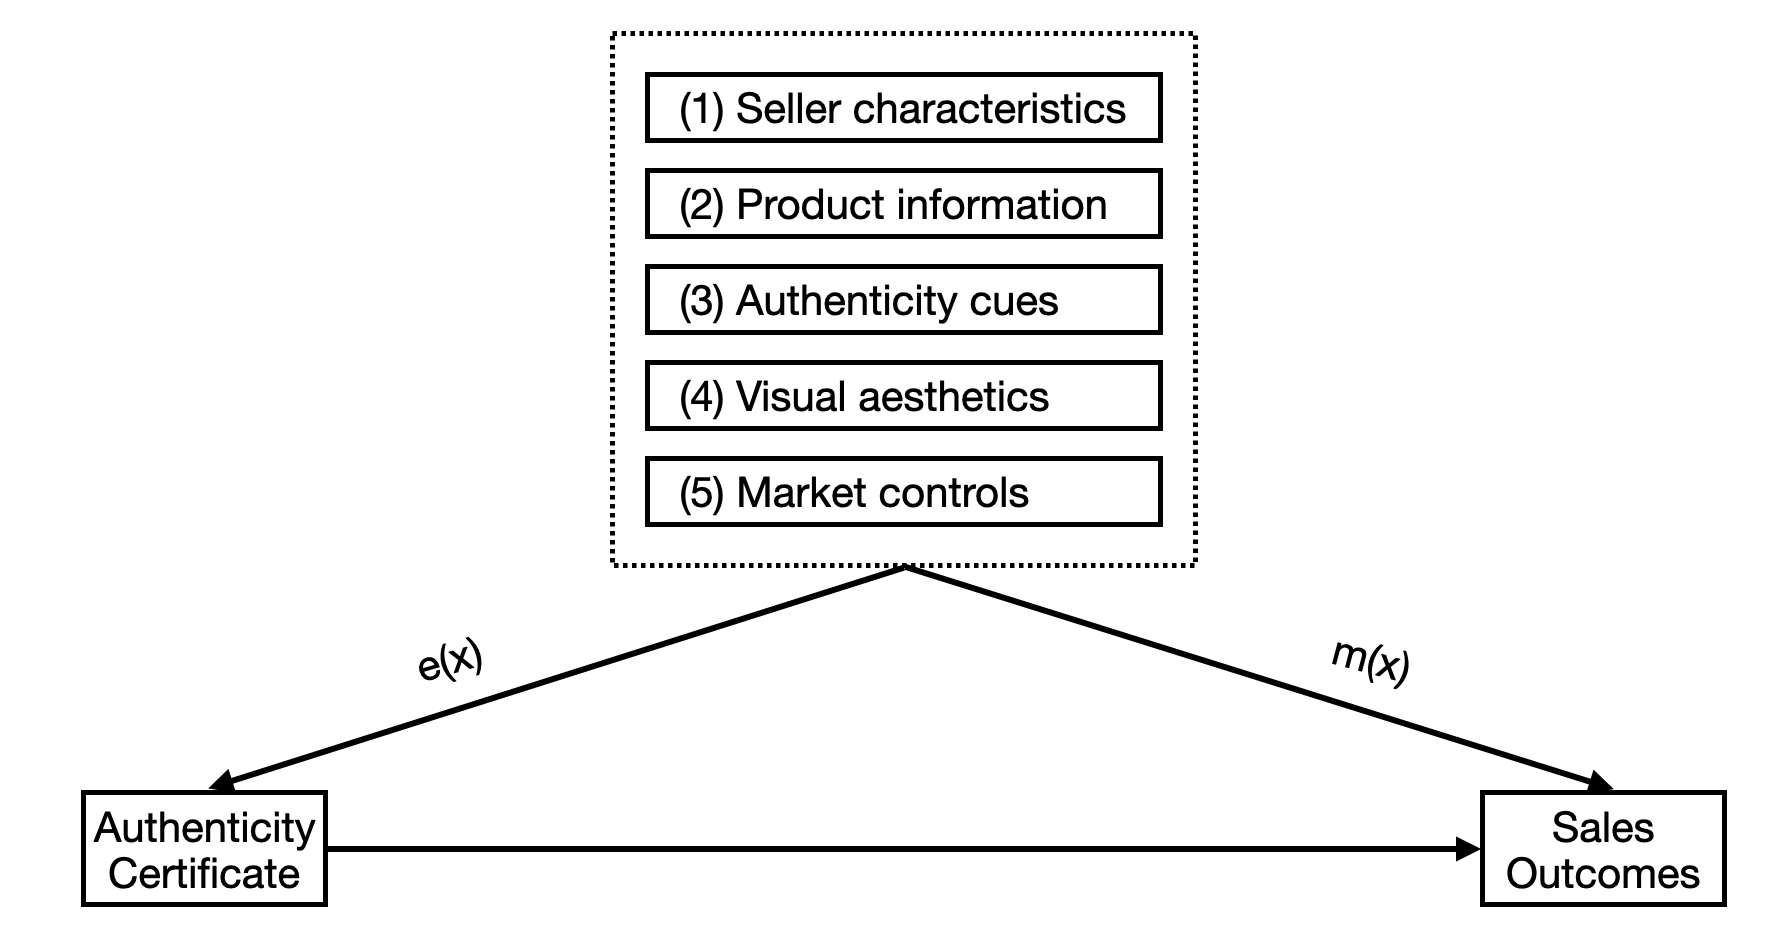 (1) Seller characteristics
(2) Product information
(3) Authenticity cues
(4) Visual aesthetics
(5) Market controls
e(x)
m(x)
Authenticity
Certificate
Sales
Outcomes